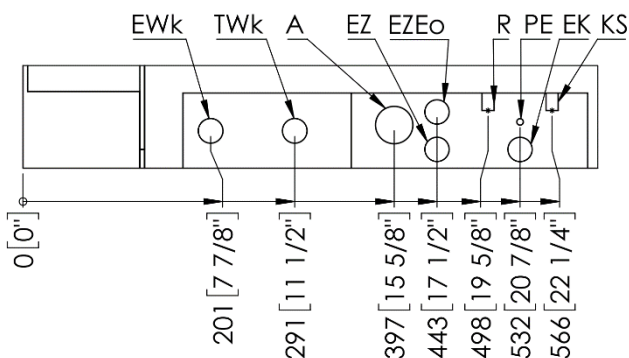 EWk TWk A EZ EZEo R PE EK KS
0 [0"]
201 [7 7/8"]
291 [11 1/2"]
397 [15 5/8"]
443 [17 1/2"]
498 [19 5/8"]
532 [20 7/8"]
566 [22 1/4"]